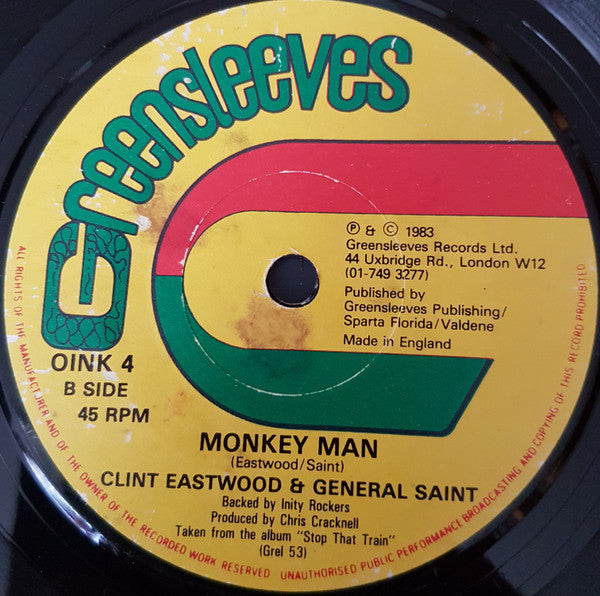 Greensleeves
℗ & © 1983
Greensleeves Records Ltd.
44 Uxbridge Rd., London W12
(01-749 3277)
Published by
Greensleeves Publishing/
Sparta Florida/Valdene
Made in England
OINK 4
B SIDE
45 RPM
MONKEY MAN
(Eastwood/Saint)
CLINT EASTWOOD & GENERAL SAINT
Backed by Inity Rockers
Produced by Chris Cracknell
Taken from the album "Stop That Train"
(Grel 53)
ALL RIGHTS OF THE MANUFACTURER AND OF THE OWNER OF THE RECORDED WORK RESERVED UNAUTHORISED PUBLIC PERFORMANCE BROADCASTING AND COPYING OF THIS RECORD PROHIBITED